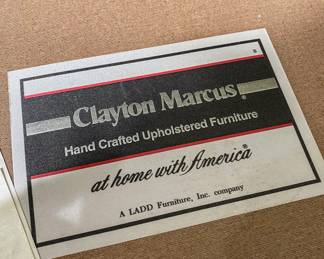 Clayton Marcus®
Hand Crafted Upholstered Furniture
at home with America®
A LADD Furniture, Inc. company